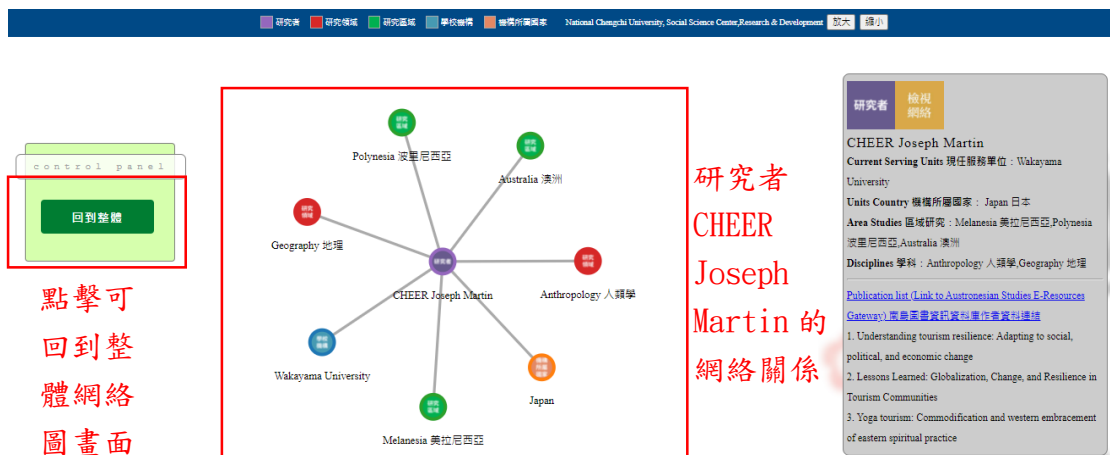 研究者 研究領域 研究區域 學校機構 機構所屬國家 National Chengchi University, Social Science Center,Research & Development 放大 縮小
control panel
回到整體
點擊可
回到整
體網絡
圖畫面
研究區域
Polynesia 波里尼西亞
研究區域
Australia 澳洲
研究領域
Geography 地理
研究者
CHEER Joseph Martin
研究領域
Anthropology 人類學
學校機構
Wakayama University
機構所屬國家
Japan
研究區域
Melanesia 美拉尼西亞
研究者
CHEER
Joseph
Martin 的
網絡關係
研究者
檢視
網絡
CHEER Joseph Martin
Current Serving Units 現任服務單位：Wakayama
University
Units Country 機構所屬國家： Japan 日本
Area Studies 區域研究：Melanesia 美拉尼西亞,Polynesia
波里尼西亞,Australia 澳洲
Disciplines 學科：Anthropology 人類學,Geography 地理
Publication list (Link to Austronesian Studies E-Resources
Gateway) 南島圖書資訊資料庫作者資料連結
1. Understanding tourism resilience: Adapting to social,
political, and economic change
2. Lessons Learned: Globalization, Change, and Resilience in
Tourism Communities
3. Yoga tourism: Commodification and western embracement
of eastern spiritual practice